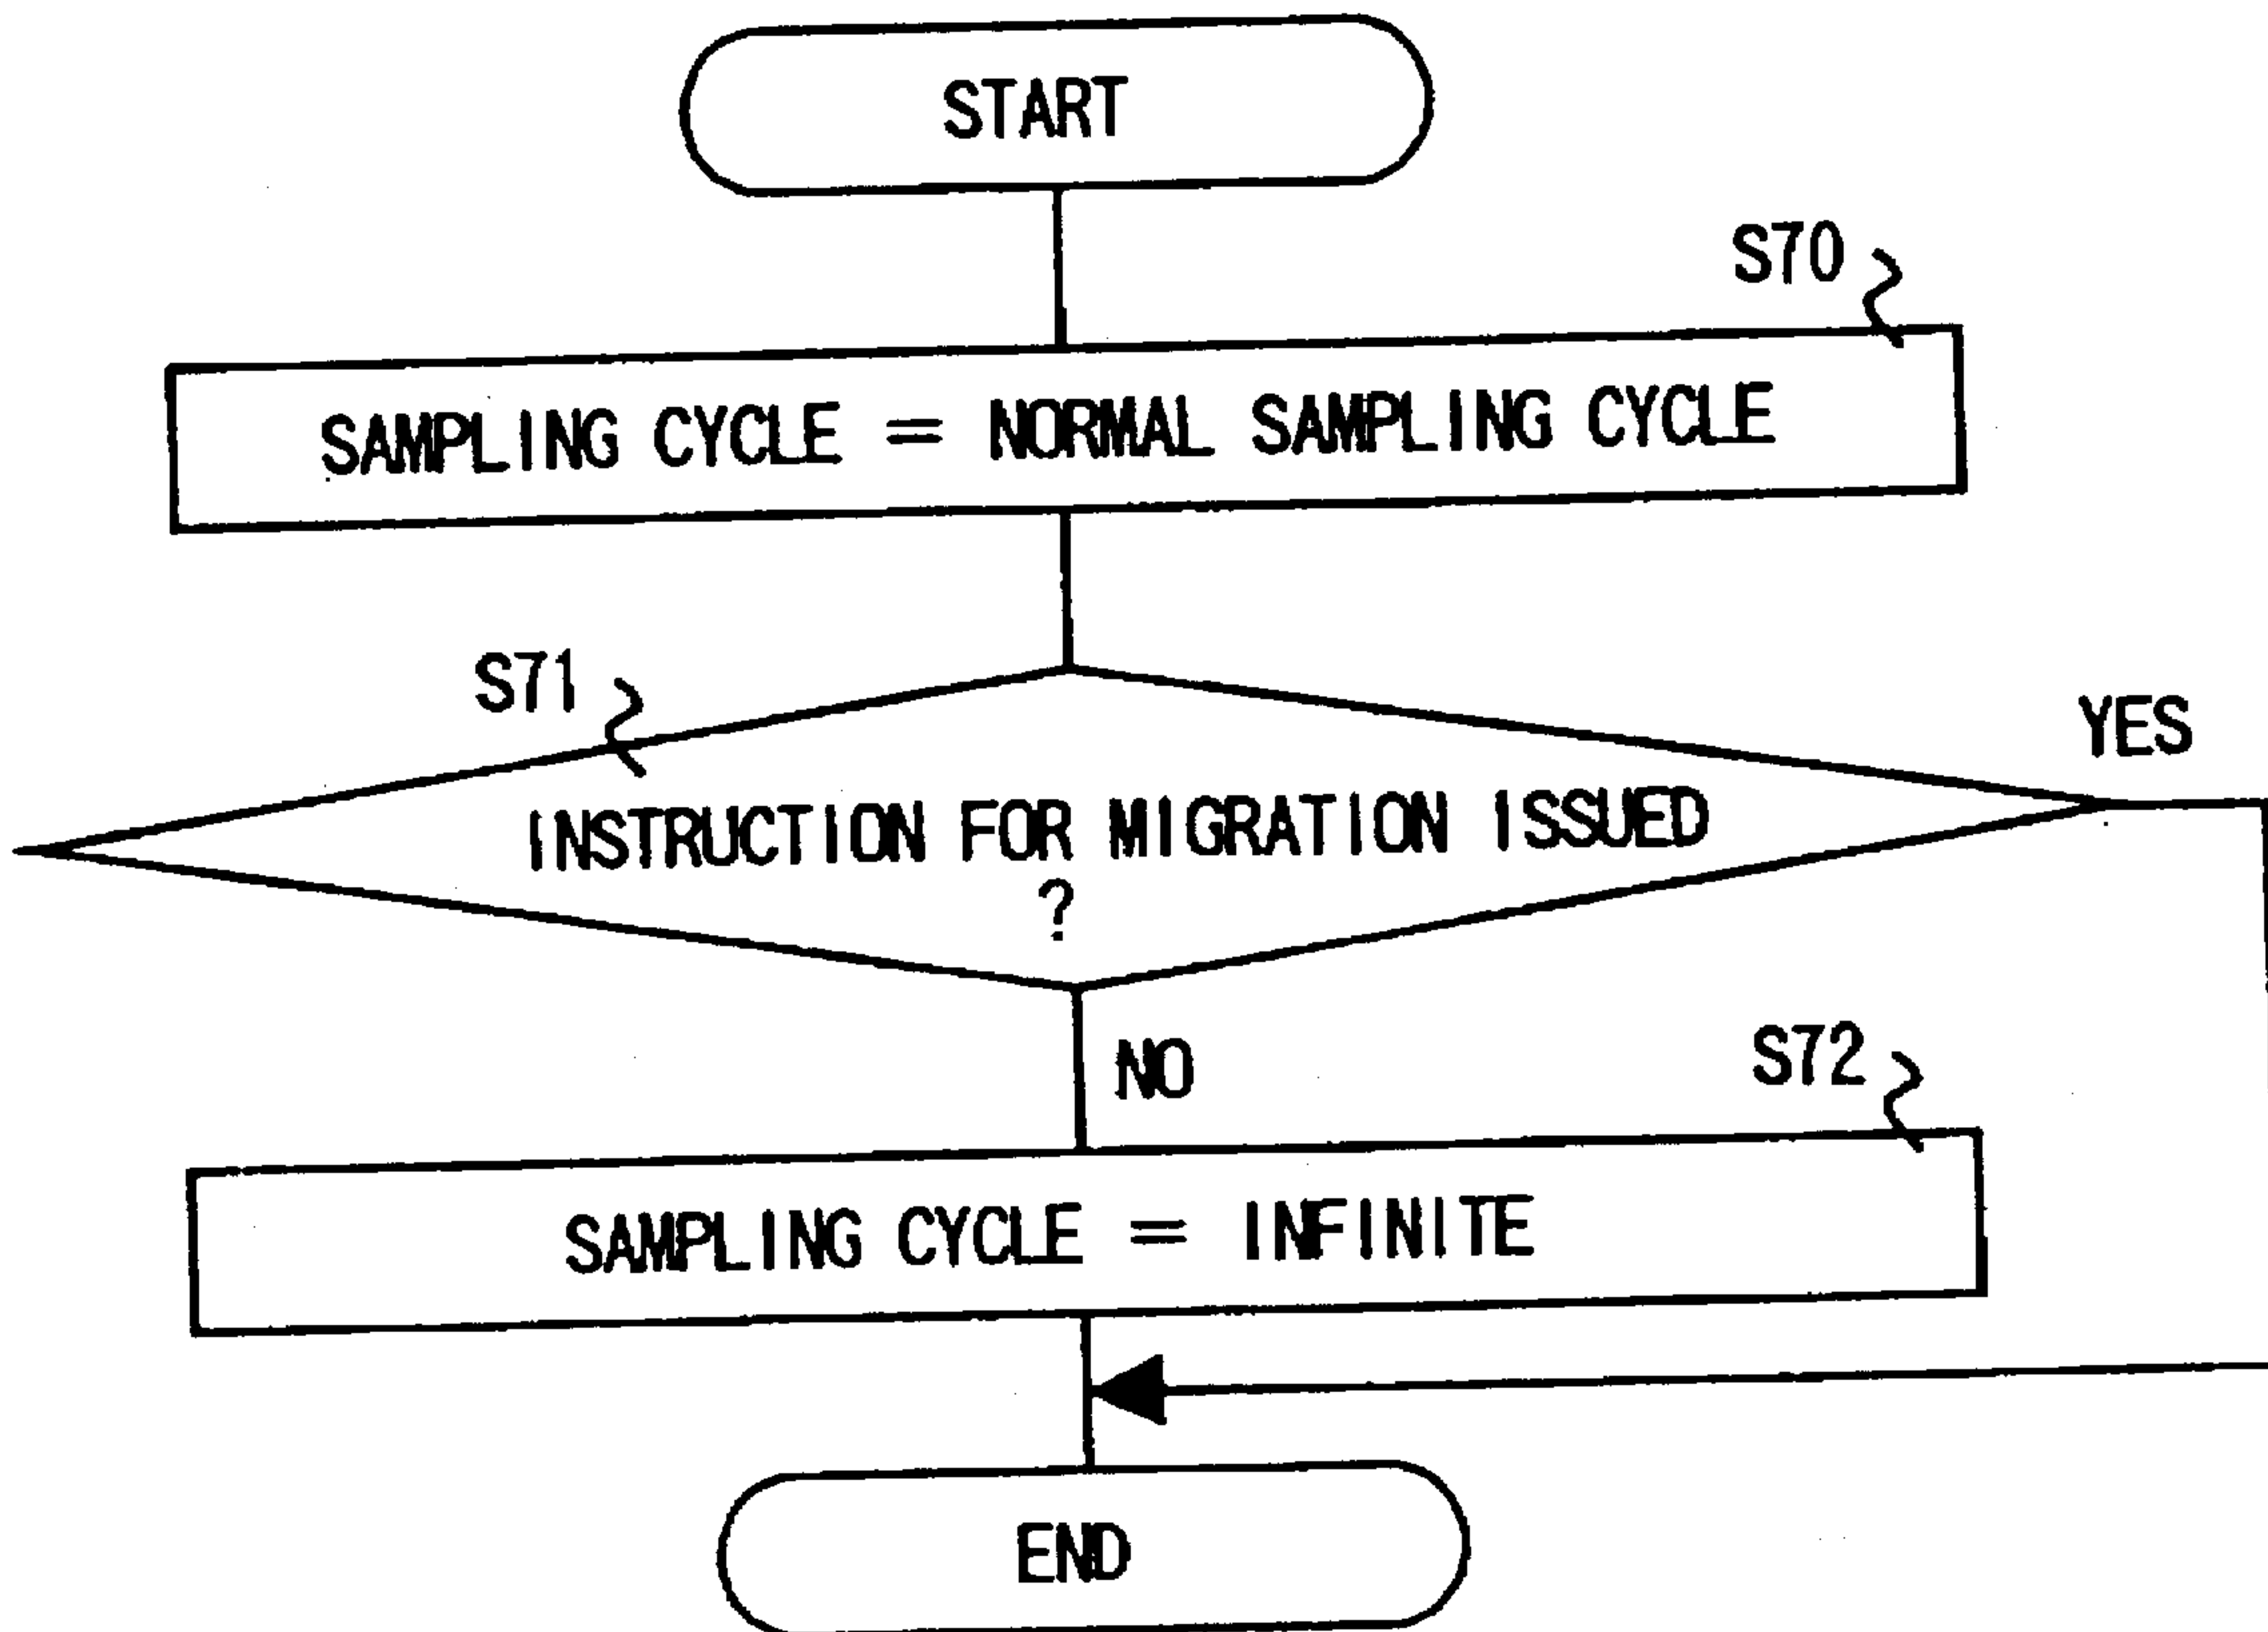 START
S70
SAMPLING CYCLE = NORMAL SAMPLING CYCLE
S71
YES
INSTRUCTION FOR MIGRATION ISSUED
?
NO
S72
SAMPLING CYCLE = INFINITE
END